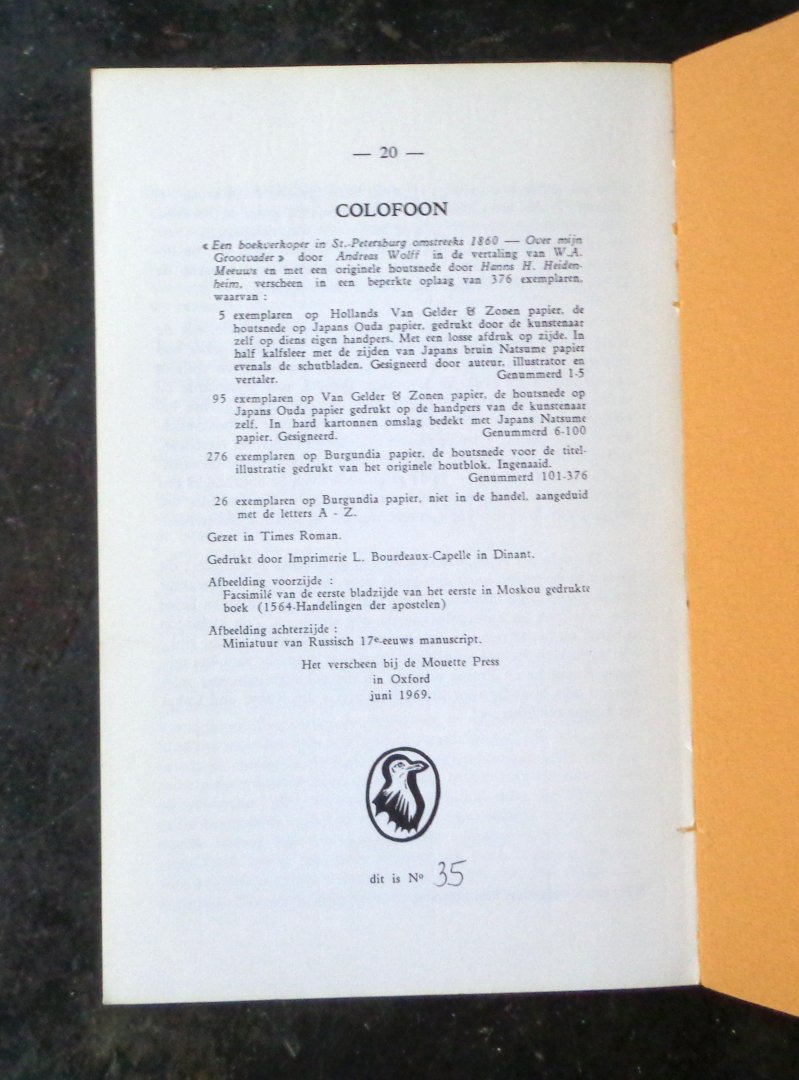 — 20 —
COLOFOON
« Een boekverkoper in St.-Petersburg omstreeks 1860 — Over mijn
Grootvader » door Andreas Wolff in de vertaling van W.A.
Meeuws en met een originele houtsnede door Hanns H. Heiden-
heim, verscheen in een beperkte oplaag van 376 exemplaren,
waarvan :
5 exemplaren op Hollands Van Gelder & Zonen papier, de
houtsnede op Japans Ouda papier, gedrukt door de kunstenaar
zelf op diens eigen handpers. Met een losse afdruk op zijde. In
half kalfsleer met de zijden van Japans bruin Natsume papier
evenals de schutbladen. Gesigneerd door auteur, illustrator en
vertaler. Genummerd 1-5
95 exemplaren op Van Gelder & Zonen papier, de houtsnede op
Japans Ouda papier gedrukt op de handpers van de kunstenaar
zelf. In hard kartonnen omslag bedekt met Japans Natsume
papier. Gesigneerd. Genummerd 6-100
276 exemplaren op Burgundia papier, de houtsnede voor de titel-
illustratie gedrukt van het originele houtblok. Ingenaaid.
Genummerd 101-376
26 exemplaren op Burgundia papier, niet in de handel, aangeduid
met de letters A - Z.
Gezet in Times Roman.
Gedrukt door Imprimerie L. Bourdeaux-Capelle in Dinant.
Afbeelding voorzijde :
Facsimilé van de eerste bladzijde van het eerste in Moskou gedrukte
boek (1564-Handelingen der apostelen)
Afbeelding achterzijde :
Miniatuur van Russisch 17e-eeuws manuscript.
Het verscheen bij de Mouette Press
in Oxford
juni 1969.
dit is No 35